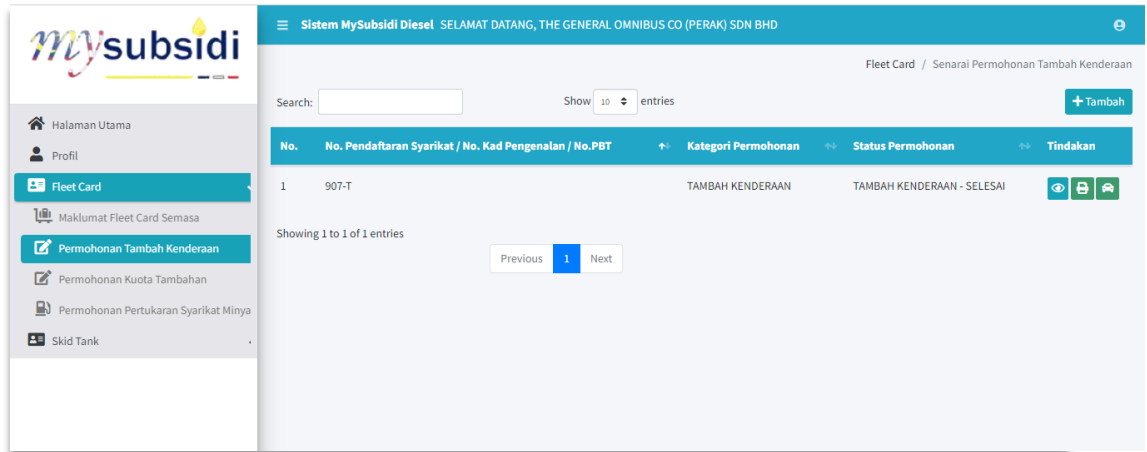 mysubsidi
Sistem MySubsidi Diesel SELAMAT DATANG, THE GENERAL OMNIBUS CO (PERAK) SDN BHD
Fleet Card / Senarai Permohonan Tambah Kenderaan
Search: Show 10 entries
+ Tambah
Halaman Utama
Profil
Fleet Card
Maklumat Fleet Card Semasa
Permohonan Tambah Kenderaan
Permohonan Kuota Tambahan
Permohonan Pertukaran Syarikat Minya
Skid Tank
No. No. Pendaftaran Syarikat / No. Kad Pengenalan / No.PBT Kategori Permohonan Status Permohonan Tindakan
1 907-T TAMBAH KENDERAAN TAMBAH KENDERAAN - SELESAI
Showing 1 to 1 of 1 entries
Previous 1 Next